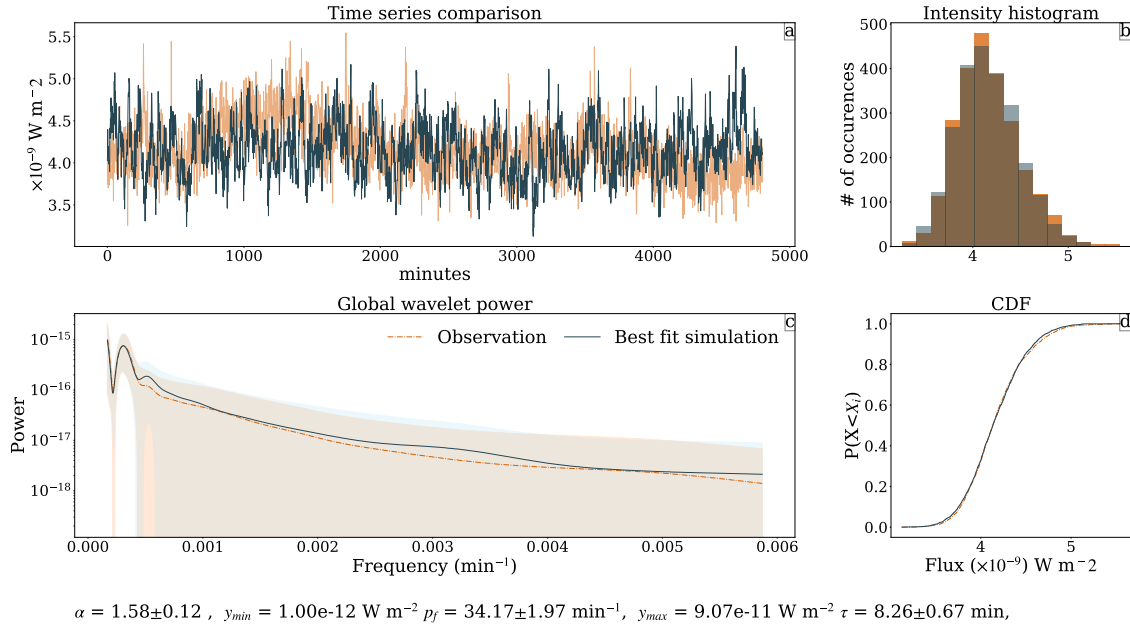 Time series comparison
a
×10⁻⁹ W m⁻2
5.5
5.0
4.5
4.0
3.5
0 1000 2000 3000 4000 5000
minutes
Intensity histogram
b
# of occurences
500
400
300
200
100
0
4 5
Global wavelet power
c
Observation Best fit simulation
Power
10⁻¹⁵
10⁻¹⁶
10⁻¹⁷
10⁻¹⁸
0.000 0.001 0.002 0.003 0.004 0.005 0.006
Frequency (min⁻¹)
CDF
d
P(X<Xᵢ)
1.0
0.8
0.6
0.4
0.2
0.0
4 5
Flux (×10⁻⁹) W m⁻2
α = 1.58±0.12 , y_min = 1.00e-12 W m⁻² p_f = 34.17±1.97 min⁻¹, y_max = 9.07e-11 W m⁻² τ = 8.26±0.67 min,